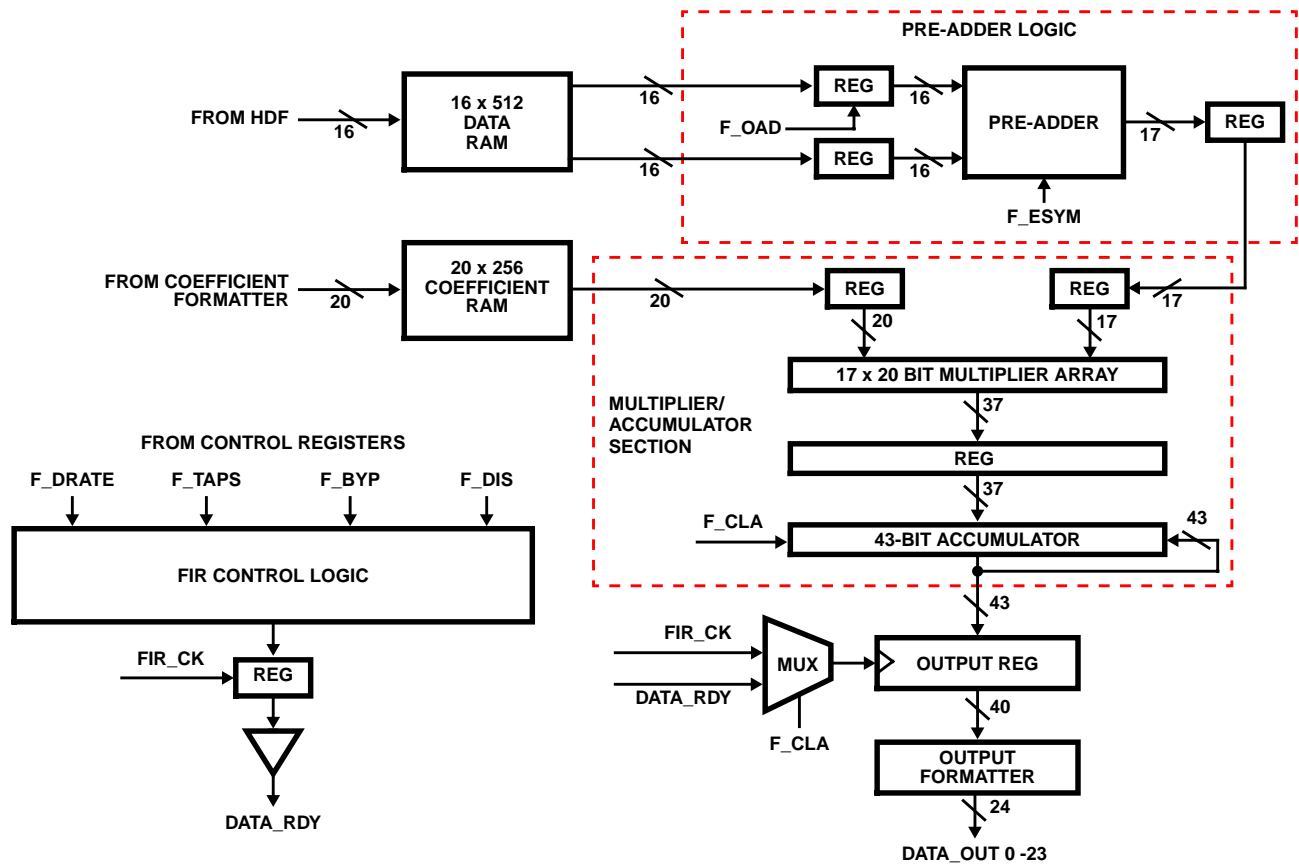 PRE-ADDER LOGIC
FROM HDF
16
16 x 512
DATA
RAM
16
16
REG
F_OAD
REG
16
16
PRE-ADDER
F_ESYM
17
REG
FROM COEFFICIENT
FORMATTER
20
20 x 256
COEFFICIENT
RAM
20
REG
REG
17
20
17
17 x 20 BIT MULTIPLIER ARRAY
37
MULTIPLIER/
ACCUMULATOR
SECTION
REG
37
F_CLA
43-BIT ACCUMULATOR
43
43
FROM CONTROL REGISTERS
F_DRATE
F_TAPS
F_BYP
F_DIS
FIR CONTROL LOGIC
FIR_CK
REG
DATA_RDY
FIR_CK
DATA_RDY
MUX
F_CLA
OUTPUT REG
40
OUTPUT
FORMATTER
24
DATA_OUT 0 -23